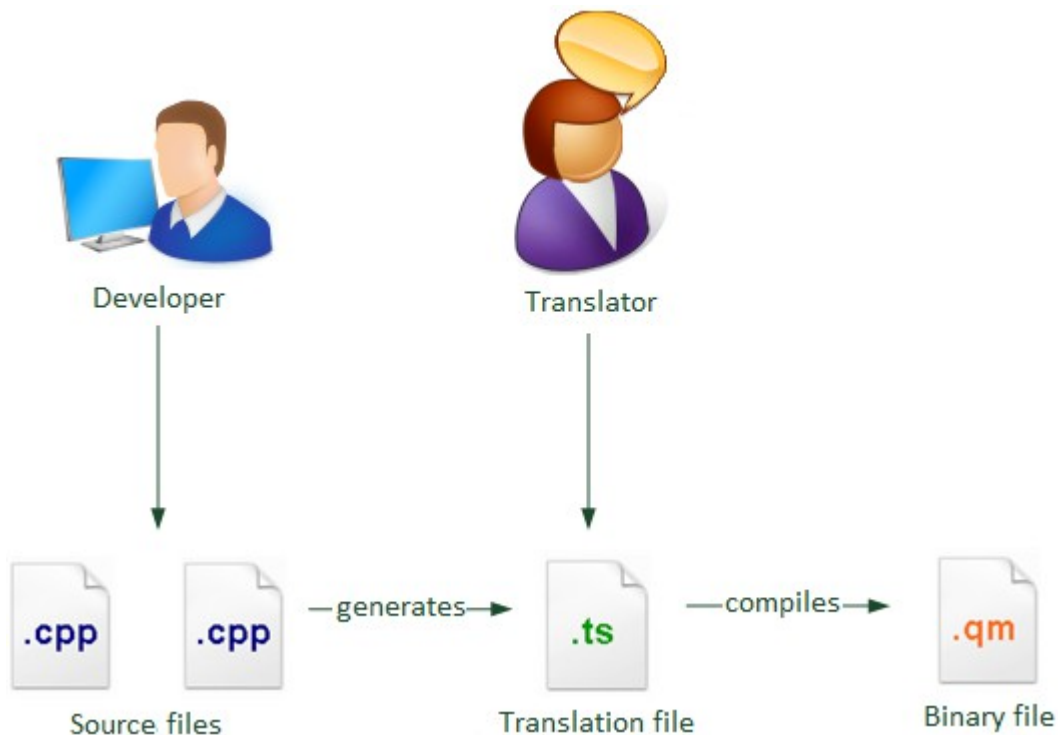 Developer
Translator
.cpp
.cpp
generates
.ts
compiles
.qm
Source files
Translation file
Binary file